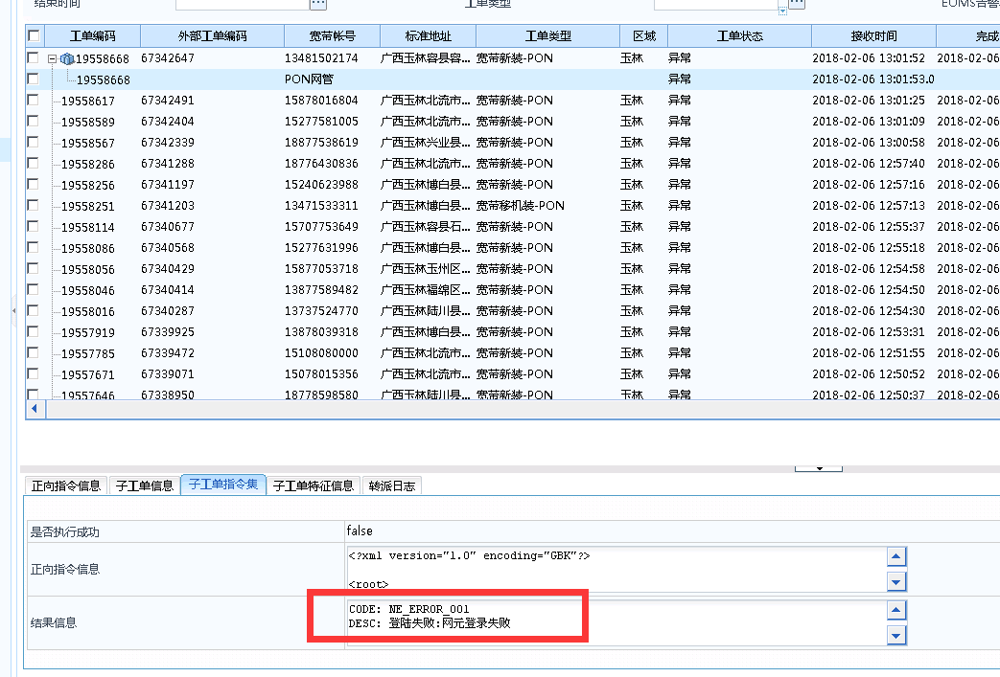 结束时间 工单类型 EOMS告警
工单编码 外部工单编码 宽带帐号 标准地址 工单类型 区域 工单状态 接收时间 完成
19558668 67342647 13481502174 广西玉林容县容... 宽带新装-PON 玉林 异常 2018-02-06 13:01:52 2018-02-06
19558668 PON网管 异常 2018-02-06 13:01:53.0
19558617 67342491 15878016804 广西玉林北流市... 宽带新装-PON 玉林 异常 2018-02-06 13:01:25 2018-02-06
19558589 67342404 15277581005 广西玉林北流市... 宽带新装-PON 玉林 异常 2018-02-06 13:01:09 2018-02-06
19558567 67342339 18877538619 广西玉林兴业县... 宽带新装-PON 玉林 异常 2018-02-06 13:00:58 2018-02-06
19558286 67341288 18776430836 广西玉林北流市... 宽带新装-PON 玉林 异常 2018-02-06 12:57:40 2018-02-06
19558256 67341197 15240623988 广西玉林博白县... 宽带新装-PON 玉林 异常 2018-02-06 12:57:16 2018-02-06
19558251 67341203 13471533311 广西玉林博白县... 宽带移机装-PON 玉林 异常 2018-02-06 12:57:13 2018-02-06
19558114 67340677 15707753649 广西玉林容县石... 宽带新装-PON 玉林 异常 2018-02-06 12:55:37 2018-02-06
19558086 67340568 15277631996 广西玉林博白县... 宽带新装-PON 玉林 异常 2018-02-06 12:55:18 2018-02-06
19558056 67340429 15877053718 广西玉林玉州区... 宽带新装-PON 玉林 异常 2018-02-06 12:54:58 2018-02-06
19558046 67340414 13877589482 广西玉林福绵区... 宽带新装-PON 玉林 异常 2018-02-06 12:54:50 2018-02-06
19558016 67340287 13737524770 广西玉林陆川县... 宽带新装-PON 玉林 异常 2018-02-06 12:54:30 2018-02-06
19557919 67339925 13878039318 广西玉林博白县... 宽带新装-PON 玉林 异常 2018-02-06 12:53:31 2018-02-06
19557785 67339472 15108080000 广西玉林北流市... 宽带新装-PON 玉林 异常 2018-02-06 12:51:55 2018-02-06
19557671 67339071 15078015356 广西玉林北流市... 宽带新装-PON 玉林 异常 2018-02-06 12:50:52 2018-02-06
19557646 67338950 18778598580 广西玉林陆川县... 宽带新装-PON 玉林 异常 2018-02-06 12:50:37 2018-02-06
正向指令信息 子工单信息 子工单指令集 子工单特征信息 转派日志
是否执行成功 false
正向指令信息 <?xml version="1.0" encoding="GBK"?>
<root>
结果信息 CODE: NE_ERROR_001
DESC: 登陆失败:网元登录失败